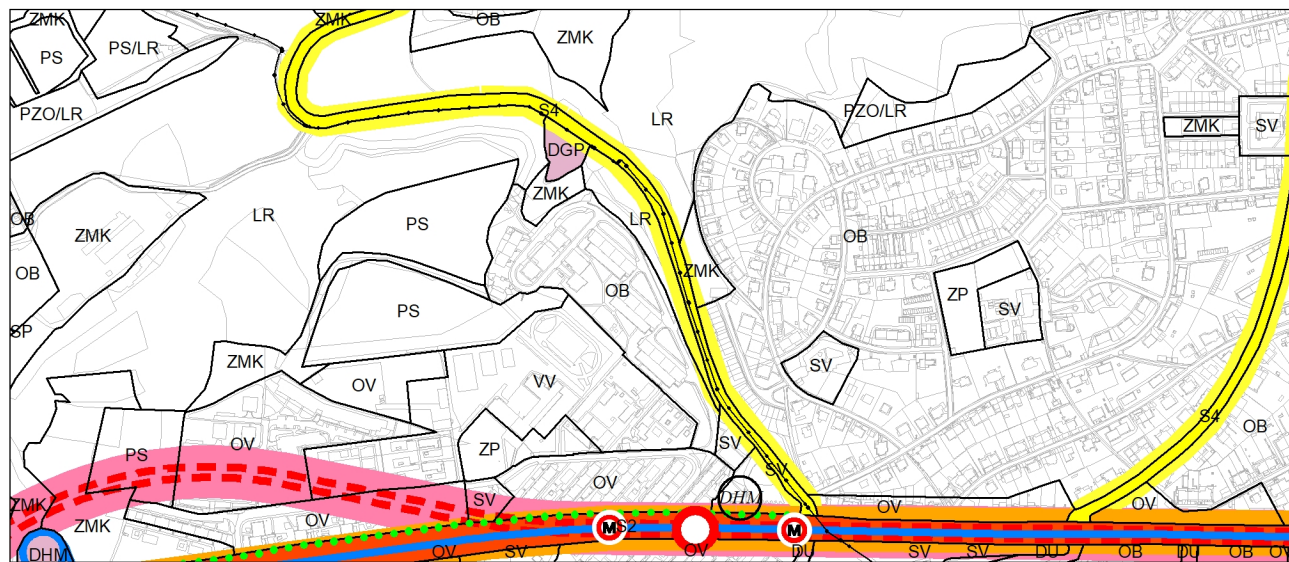 ZMK
ZMK
OB
PS
PS/LR
ZMK
PZO/LR
S4
LR
PZO/LR
ZMK
SV
DGP
ZMK
OB
ZMK
LR
PS
LR
OB
OB
ZMK
OB
ZP
SV
PS
SP
ZMK
OV
VV
SV
S4
OB
PS
OV
ZP
SV
SV
OV
SV
DHM
OV
OV
ZMK
ZMK
OV
M
S2
M
DHM
OV
SV
OV
DU
SV
SV
DU
OB
DU
OB
OV